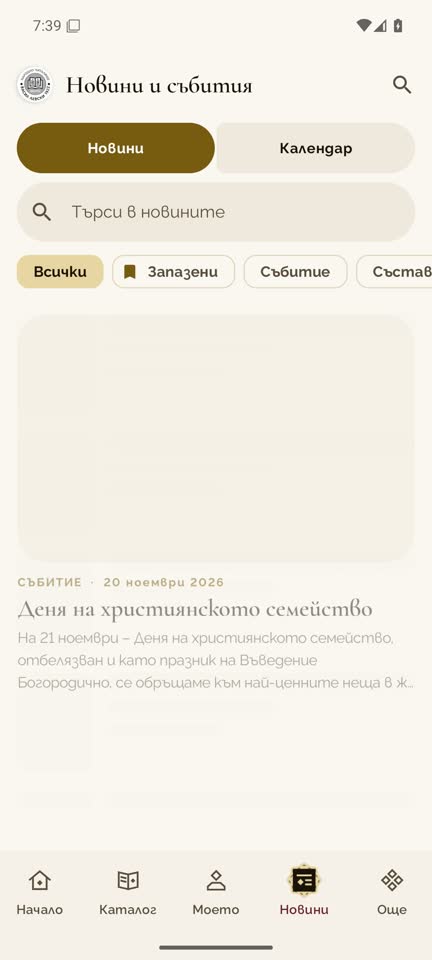 7:39
Новини и събития
Новини
Календар
Търси в новините
Всички
Запазени
Събитие
Състав
СЪБИТИЕ · 20 ноември 2026
Деня на християнското семейство
На 21 ноември – Деня на християнското семейство,
отбелязван и като празник на Въведение
Богородично, се обръщаме към най-ценните неща в ж…
Начало
Каталог
Моето
Новини
Още